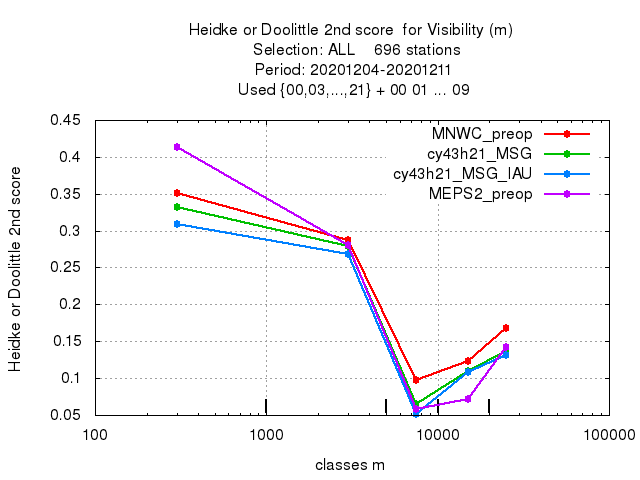 Heidke or Doolittle 2nd score  for Visibility (m)
Selection: ALL    696 stations
Period: 20201204-20201211
Used {00,03,...,21} + 00 01 ... 09
Heidke or Doolittle 2nd score
0.45
0.4
0.35
0.3
0.25
0.2
0.15
0.1
0.05
MNWC_preop
cy43h21_MSG
cy43h21_MSG_IAU
MEPS2_preop
100 1000 10000 100000
classes m